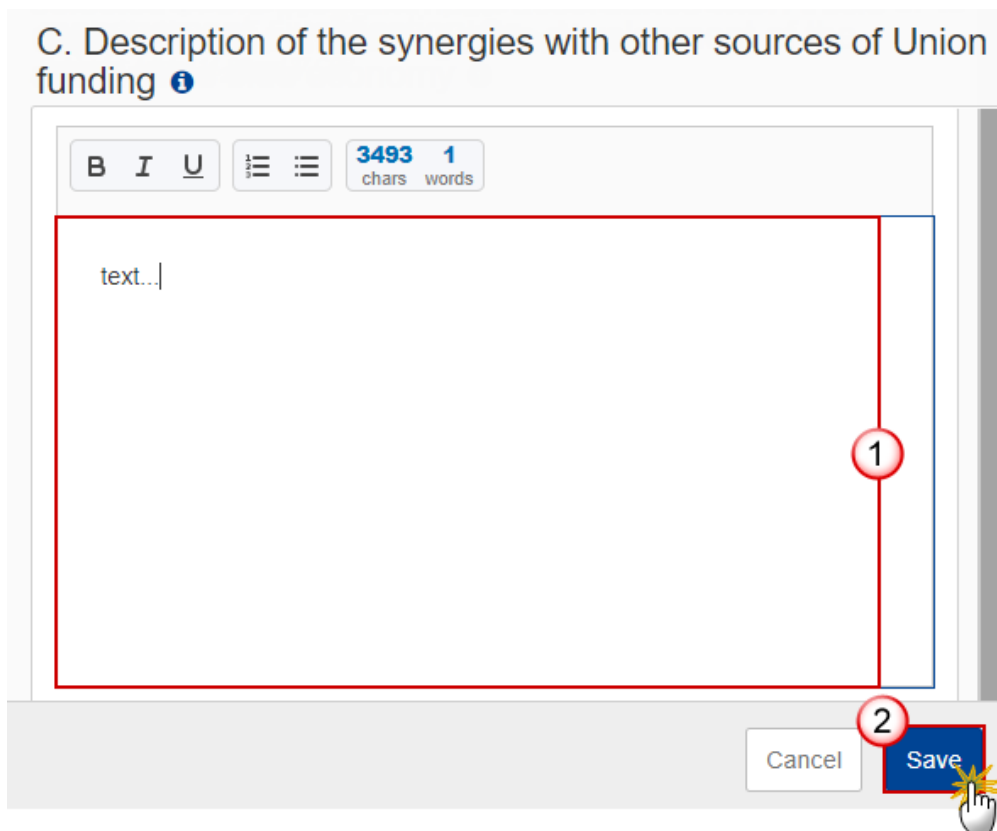 C. Description of the synergies with other sources of Union
funding
B I U 3493 1
chars words
text...
1
2
Cancel Save